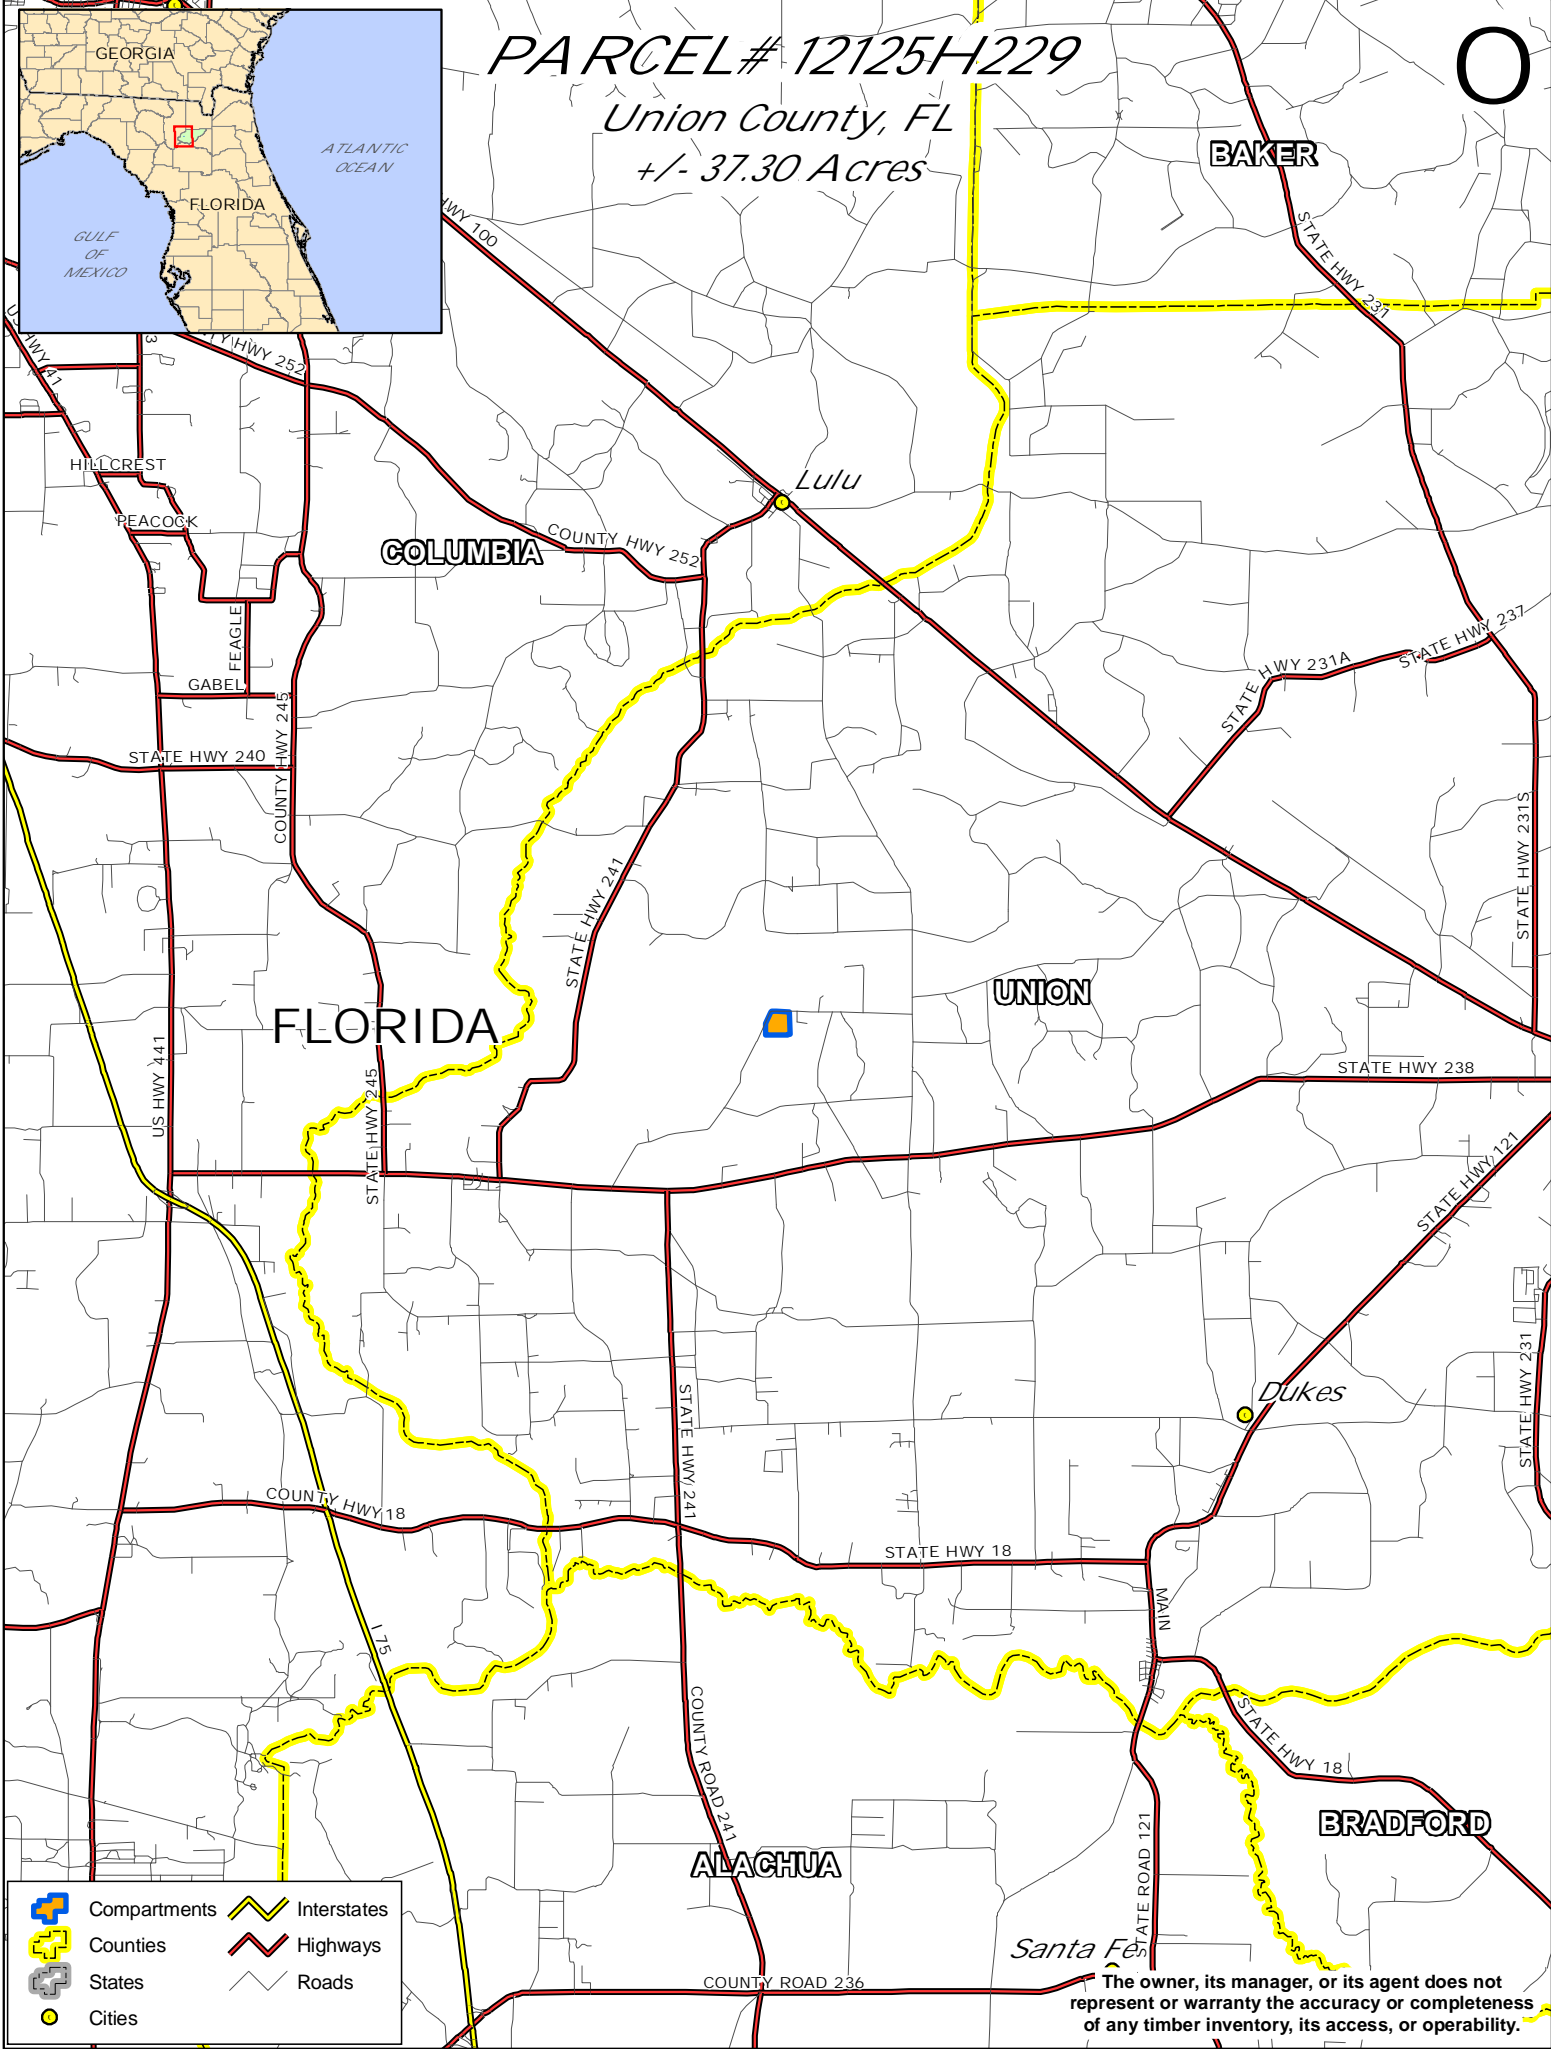 PARCEL# 12125H229
Union County, FL
+/- 37.30 Acres
O
GEORGIA
FLORIDA
ATLANTIC
OCEAN
GULF
OF
MEXICO
BAKER
HWY 100
STATE HWY 231
US HWY 41
3
COUNTY HWY 252
HILLCREST
PEACOCK
Lulu
COLUMBIA
COUNTY HWY 252
FEAGLE
GABEL
STATE HWY 237
STATE HWY 231A
COUNTY HWY 245
STATE HWY 240
STATE HWY 231S
STATE HWY 241
UNION
FLORIDA
US HWY 441
STATE HWY 245
STATE HWY 238
STATE HWY 121
STATE HWY 231
Dukes
STATE HWY 241
COUNTY HWY 18
STATE HWY 18
MAIN
I 75
COUNTY ROAD 241
STATE HWY 18
BRADFORD
ALACHUA
STATE ROAD 121
Santa Fe
COUNTY ROAD 236
Compartments
Interstates
Counties
Highways
States
Roads
Cities
The owner, its manager, or its agent does not
represent or warranty the accuracy or completeness
of any timber inventory, its access, or operability.